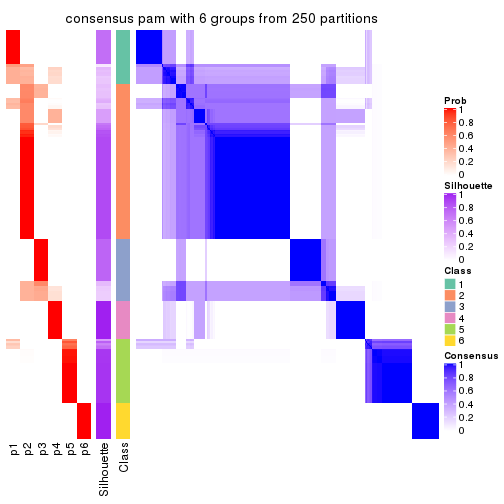 consensus pam with 6 groups from 250 partitions
Prob
1
0.8
0.6
0.4
0.2
0
Silhouette
1
0.8
0.6
0.4
0.2
0
Class
1
2
3
4
5
6
Consensus
1
0.8
0.6
0.4
0.2
0
p1
p2
p3
p4
p5
p6
Silhouette
Class